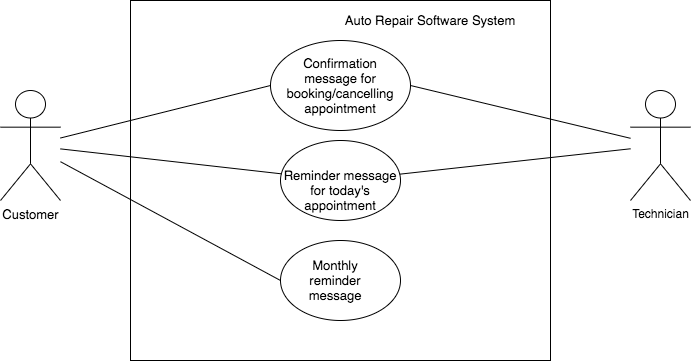 Auto Repair Software System
Confirmation
message for
booking/cancelling
appointment
Reminder message
for today's
appointment
Customer
Technician
Monthly
reminder
message